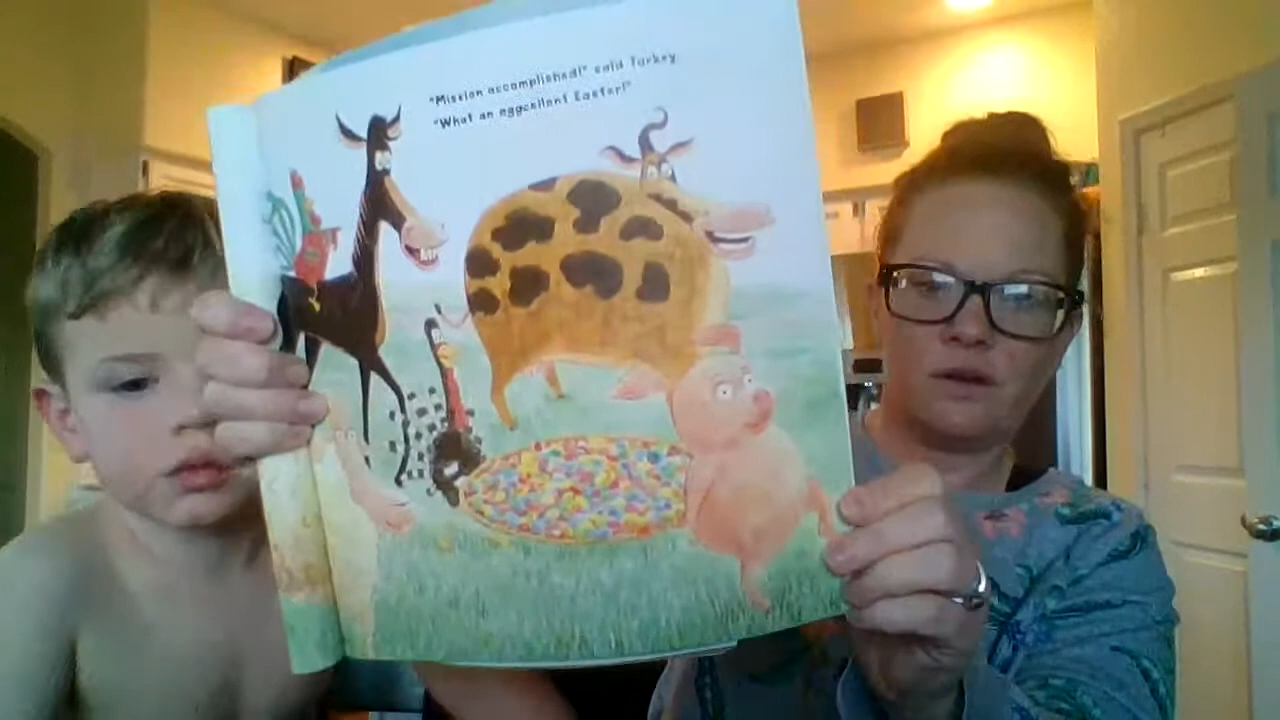 "Mission accomplished!" said Turkey.
"What an eggcellent Easter!"